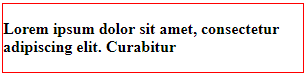 Lorem ipsum dolor sit amet, consectetur
adipiscing elit. Curabitur